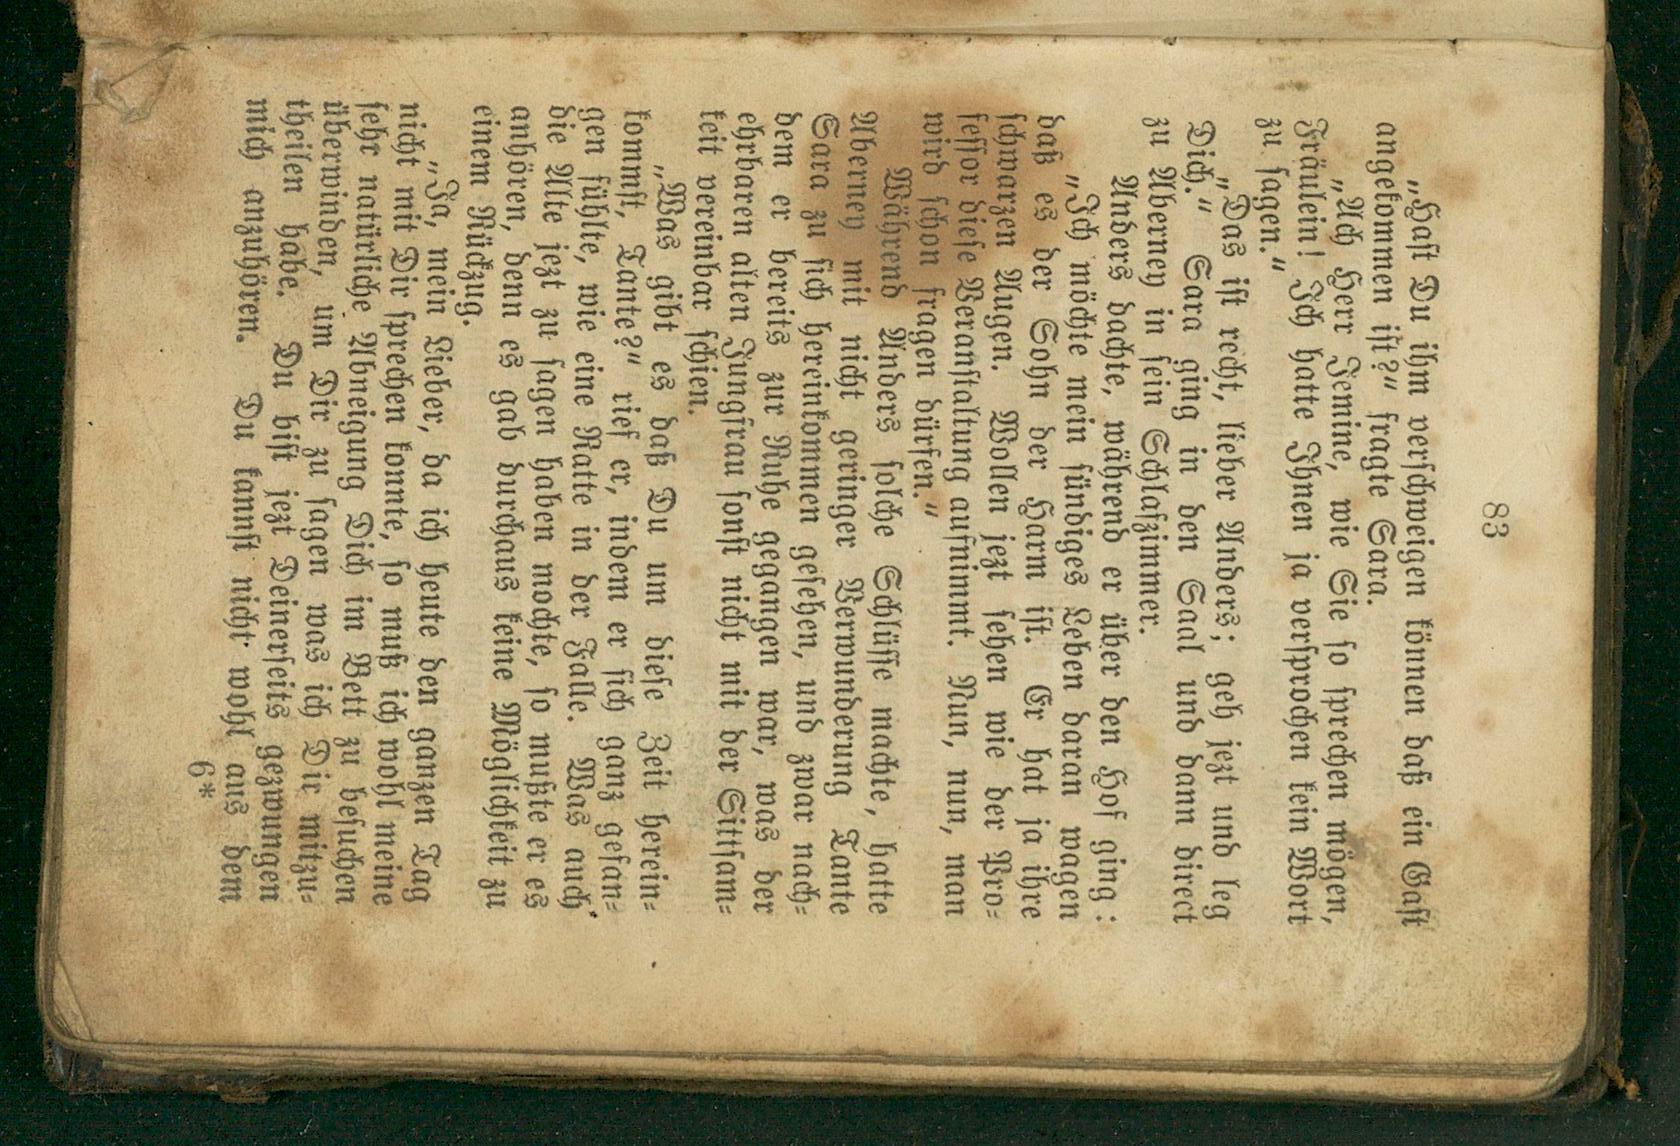 83
„Haſt Du ihm verſchweigen können daß ein Gaſt
angekommen iſt?“ fragte Sara.
„Ach Herr Jemine, wie Sie ſo ſprechen mögen,
Fräulein! Ich hatte Ihnen ja verſprochen kein Wort
zu ſagen.“
„Das iſt recht, lieber Anders; geh jezt und leg
Dich.“ Sara ging in den Saal und dann direct
zu Aberney in ſein Schlafzimmer.
Anders dachte, während er über den Hof ging:
„Ich möchte mein ſündiges Leben daran wagen
daß es der Sohn der Harm iſt. Er hat ja ihre
ſchwarzen Augen. Wollen jezt ſehen wie der Pro-
feſſor dieſe Veranſtaltung aufnimmt. Nun, nun, man
wird ſchon fragen dürfen.“
Während Anders ſolche Schlüſſe machte, hatte
Aberney mit nicht geringer Verwunderung Tante
Sara zu ſich hereinkommen geſehen, und zwar nach-
dem er bereits zur Ruhe gegangen war, was der
ehrbaren alten Jungfrau ſonſt nicht mit der Sittſam-
keit vereinbar ſchien.
„Was gibt es daß Du um dieſe Zeit herein-
kommſt, Tante?“ rief er, indem er ſich ganz gefan-
gen fühlte, wie eine Ratte in der Falle. Was auch
die Alte jezt zu ſagen haben mochte, ſo mußte er es
anhören, denn es gab durchaus keine Möglichkeit zu
einem Rückzug.
„Ja, mein Lieber, da ich heute den ganzen Tag
nicht mit Dir ſprechen konnte, ſo muß ich wohl meine
ſehr natürliche Abneigung Dich im Bett zu beſuchen
überwinden, um Dir zu ſagen was ich Dir mitzu-
theilen habe. Du biſt jezt Deinerſeits gezwungen
mich anzuhören. Du kannſt nicht wohl aus dem
6*